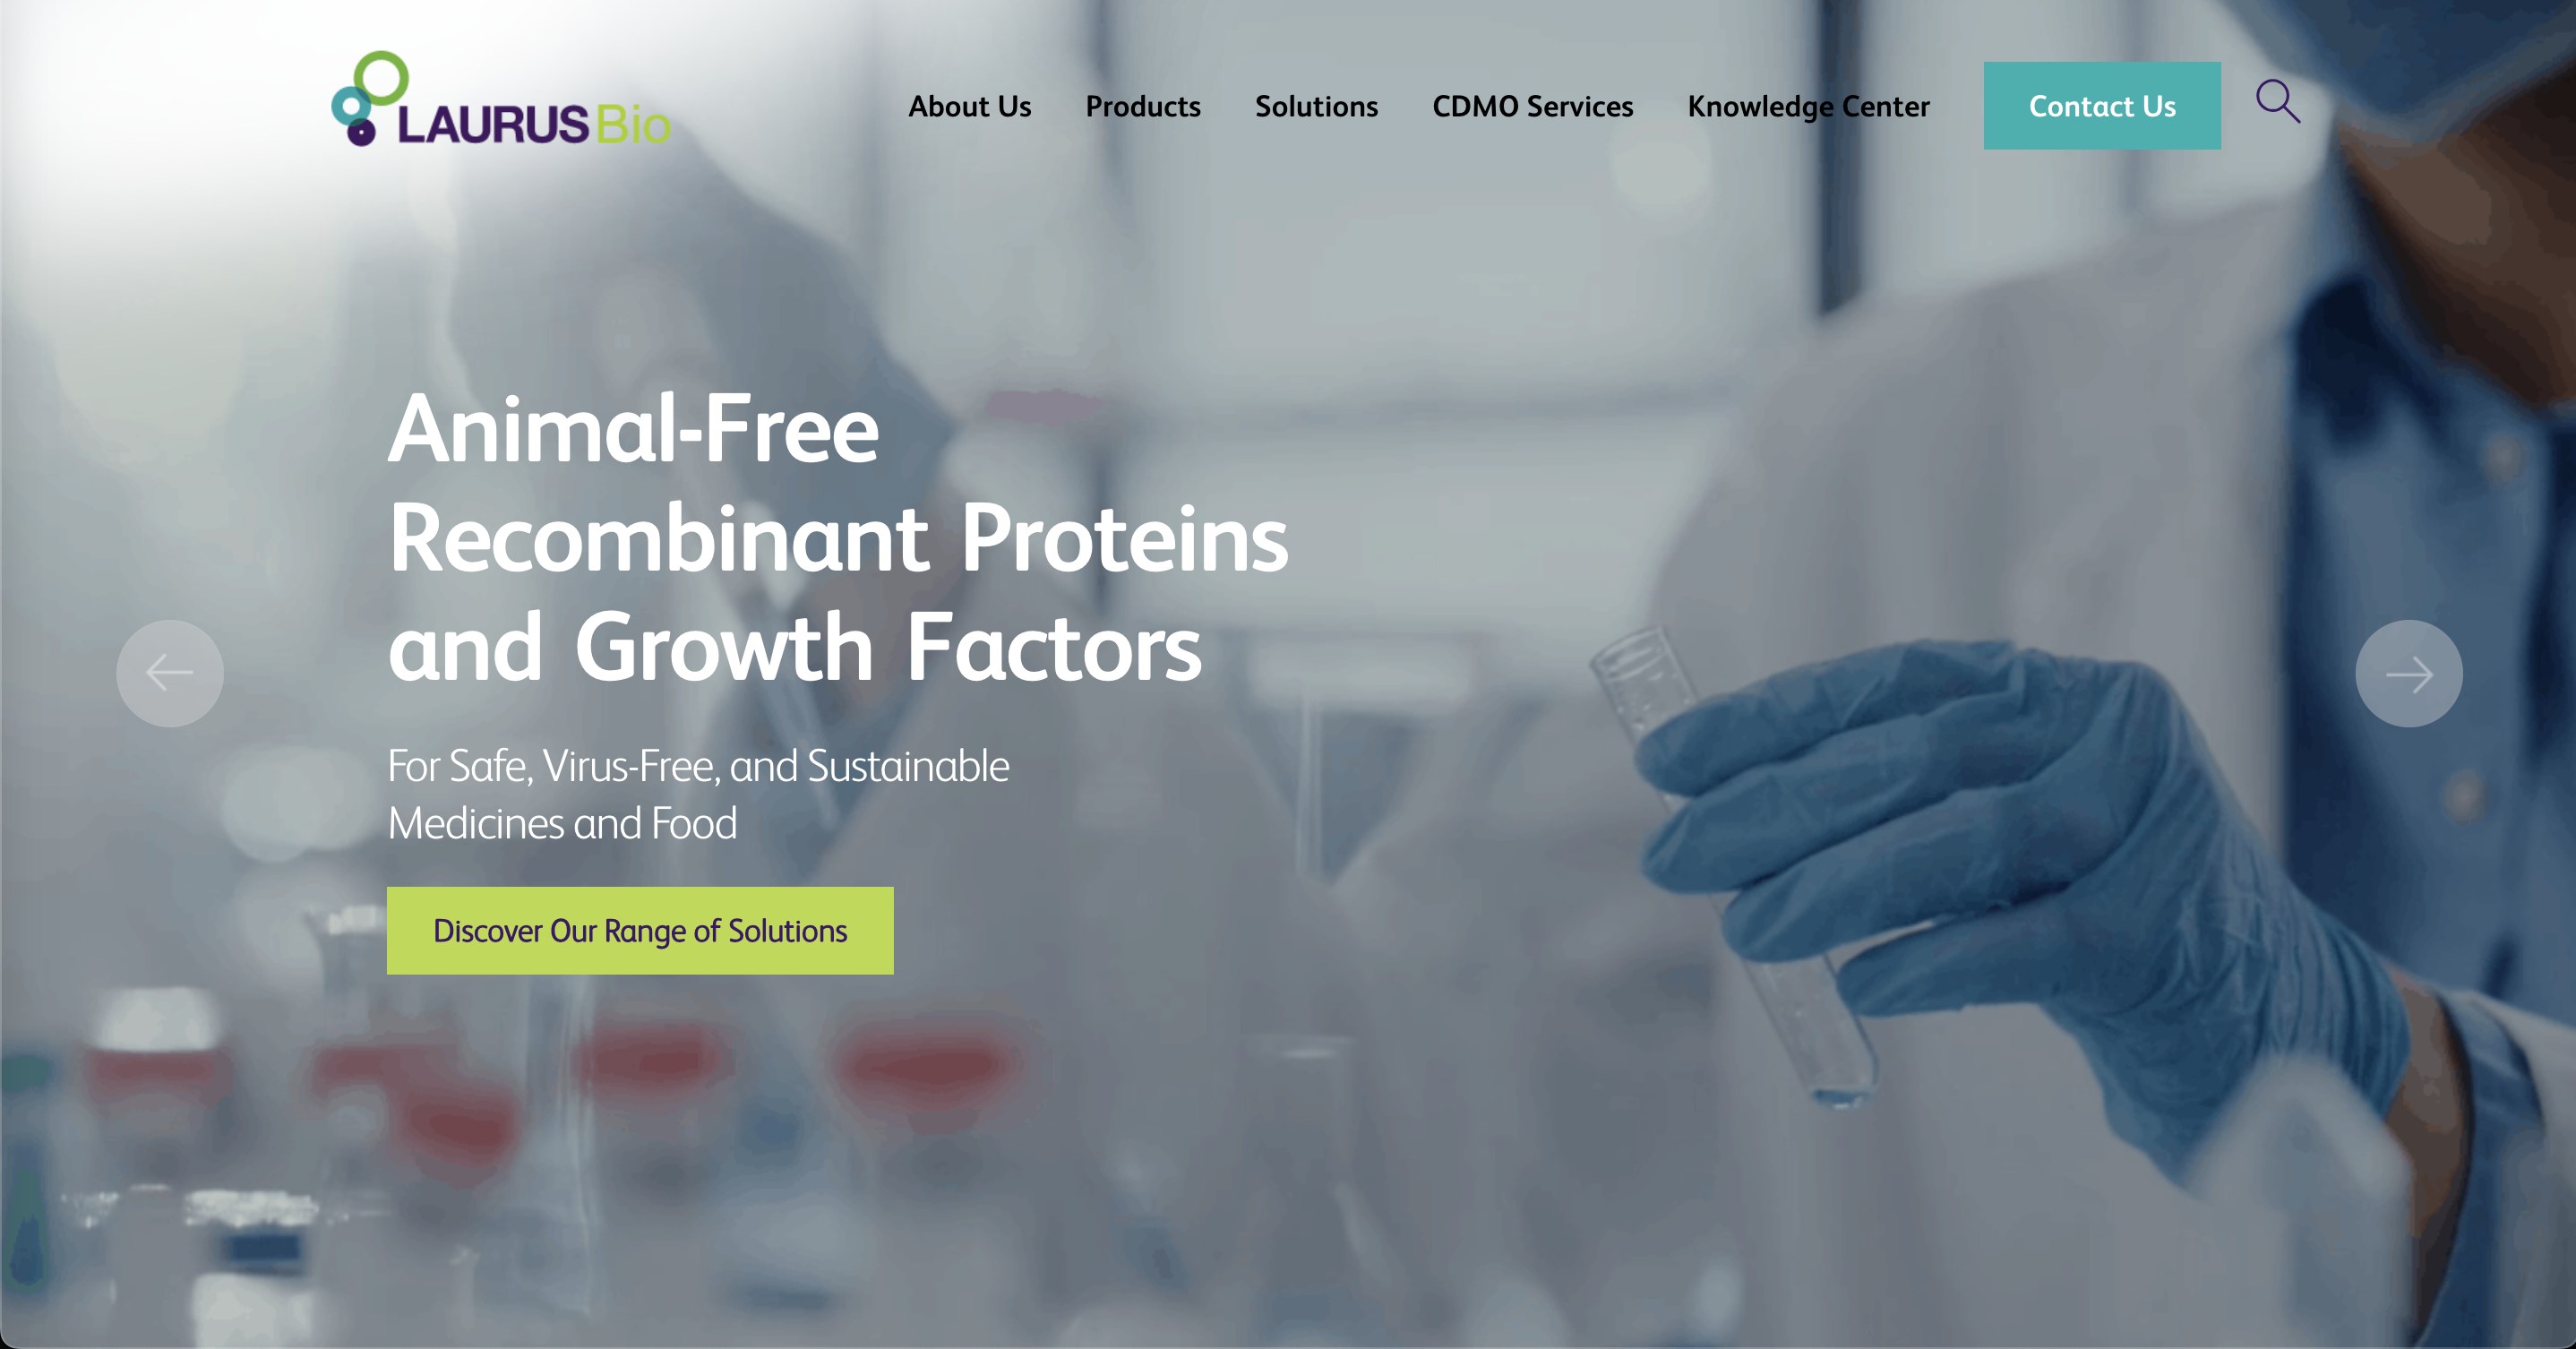 LAURUS Bio
About Us
Products
Solutions
CDMO Services
Knowledge Center
Contact Us
Animal-Free
Recombinant Proteins
and Growth Factors
For Safe, Virus-Free, and Sustainable
Medicines and Food
Discover Our Range of Solutions